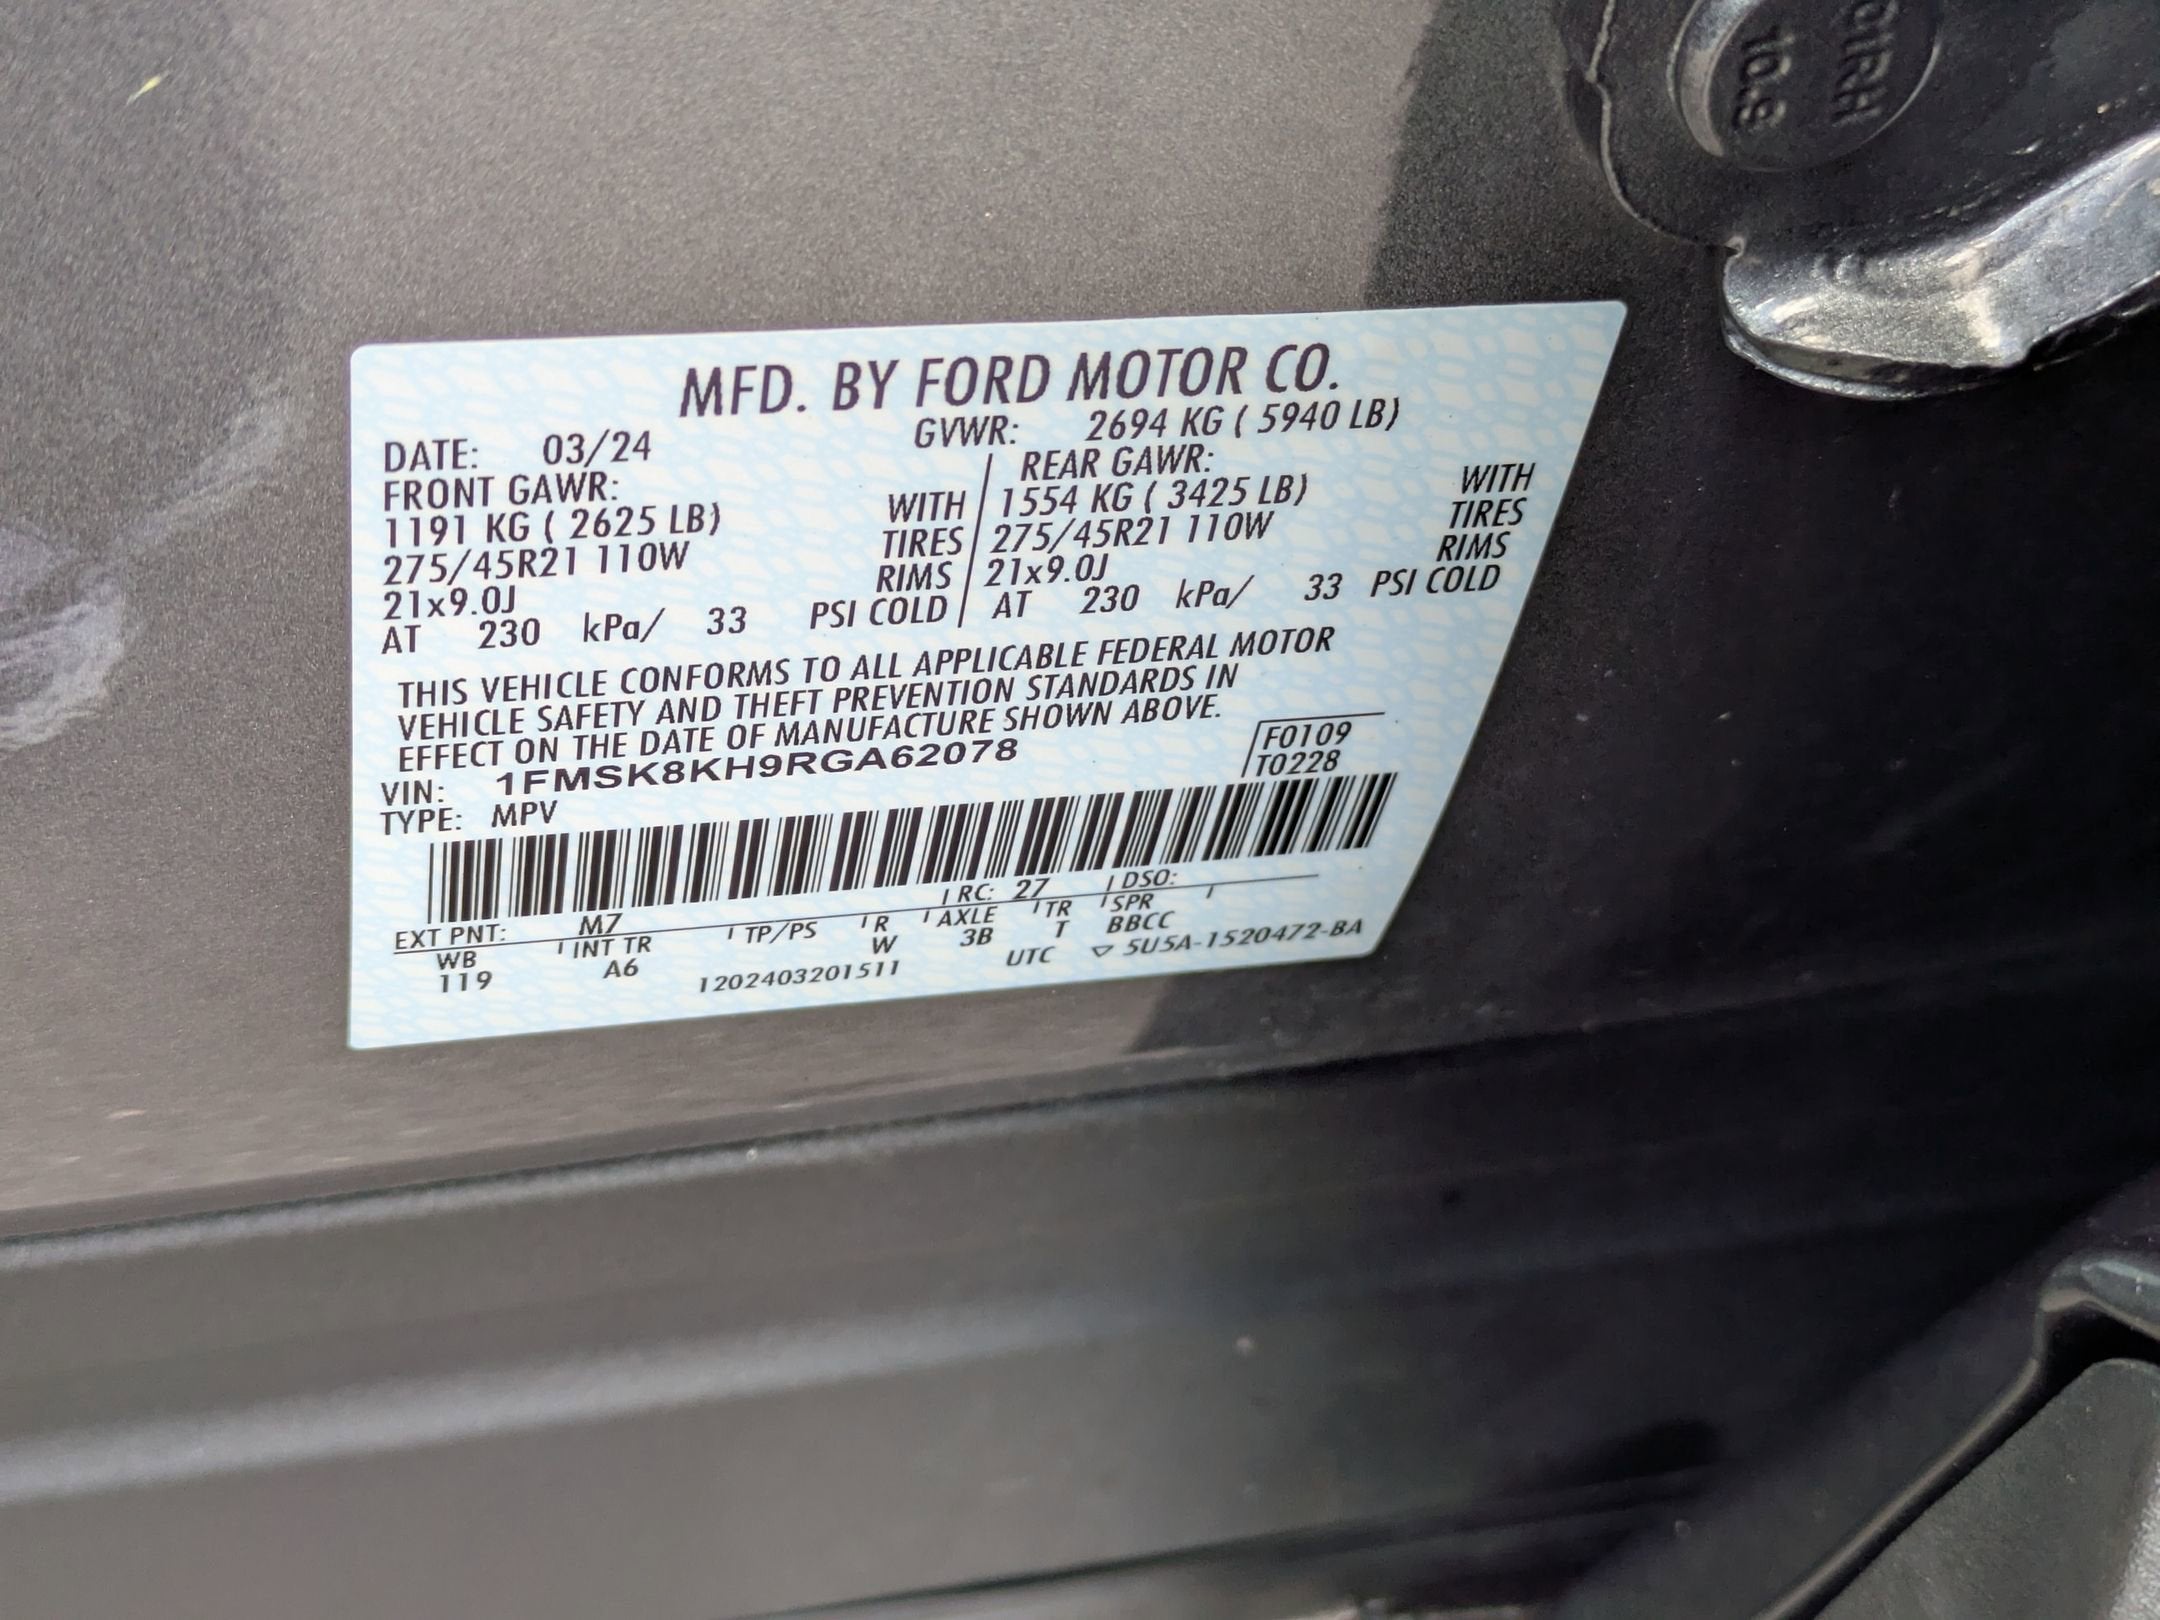 01RH
10.9
MFD. BY FORD MOTOR CO.
DATE: 03/24 GVWR: 2694 KG ( 5940 LB)
FRONT GAWR: REAR GAWR:
1191 KG ( 2625 LB) WITH 1554 KG ( 3425 LB) WITH
275/45R21 110W TIRES 275/45R21 110W TIRES
21x9.0J RIMS 21x9.0J RIMS
AT 230 kPa/ 33 PSI COLD AT 230 kPa/ 33 PSI COLD
THIS VEHICLE CONFORMS TO ALL APPLICABLE FEDERAL MOTOR
VEHICLE SAFETY AND THEFT PREVENTION STANDARDS IN
EFFECT ON THE DATE OF MANUFACTURE SHOWN ABOVE.
VIN: 1FMSK8KH9RGA62078 F0109
TYPE: MPV T0228
EXT PNT: M7 RC: 27 DSO:
WB INT TR TP/PS R AXLE TR SPR
119 A6 W 3B T BBCC
1202403201511 UTC ▽ 5U5A-1520472-BA